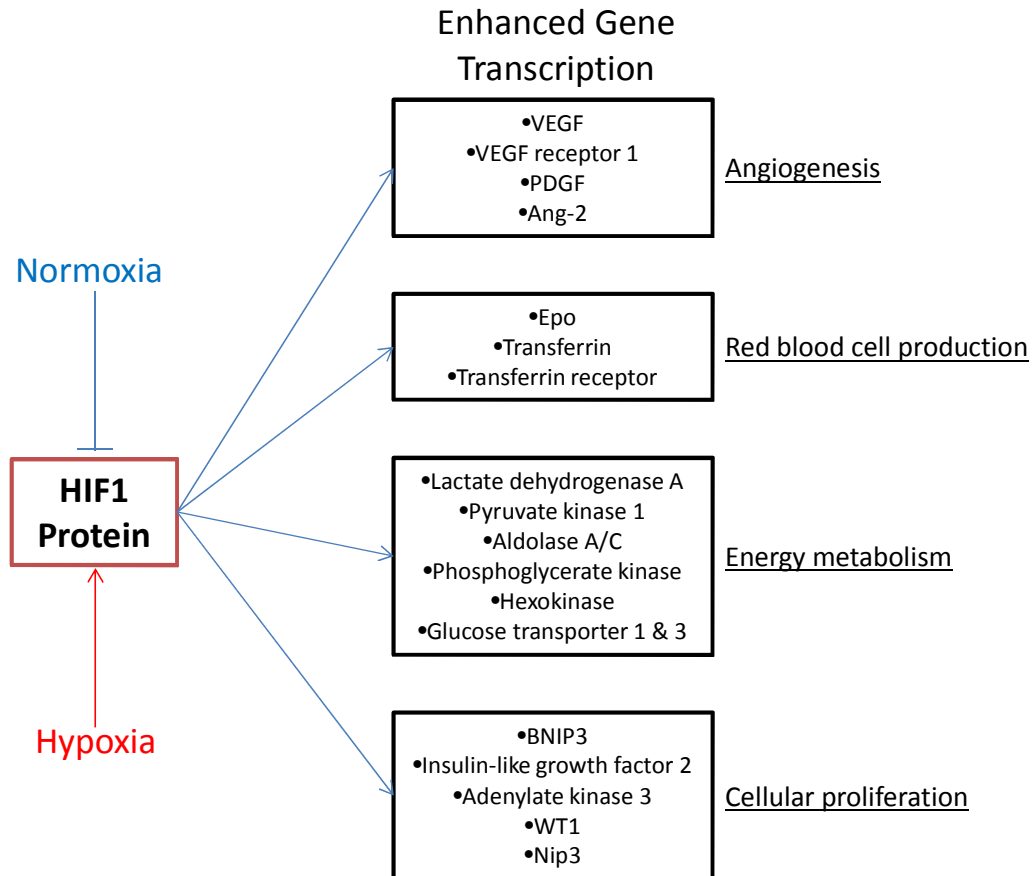 Enhanced Gene
Transcription
•VEGF
•VEGF receptor 1
•PDGF
•Ang-2
Angiogenesis
Normoxia
•Epo
•Transferrin
•Transferrin receptor
Red blood cell production
HIF1
Protein
•Lactate dehydrogenase A
•Pyruvate kinase 1
•Aldolase A/C
•Phosphoglycerate kinase
•Hexokinase
•Glucose transporter 1 & 3
Energy metabolism
Hypoxia
•BNIP3
•Insulin-like growth factor 2
•Adenylate kinase 3
•WT1
•Nip3
Cellular proliferation